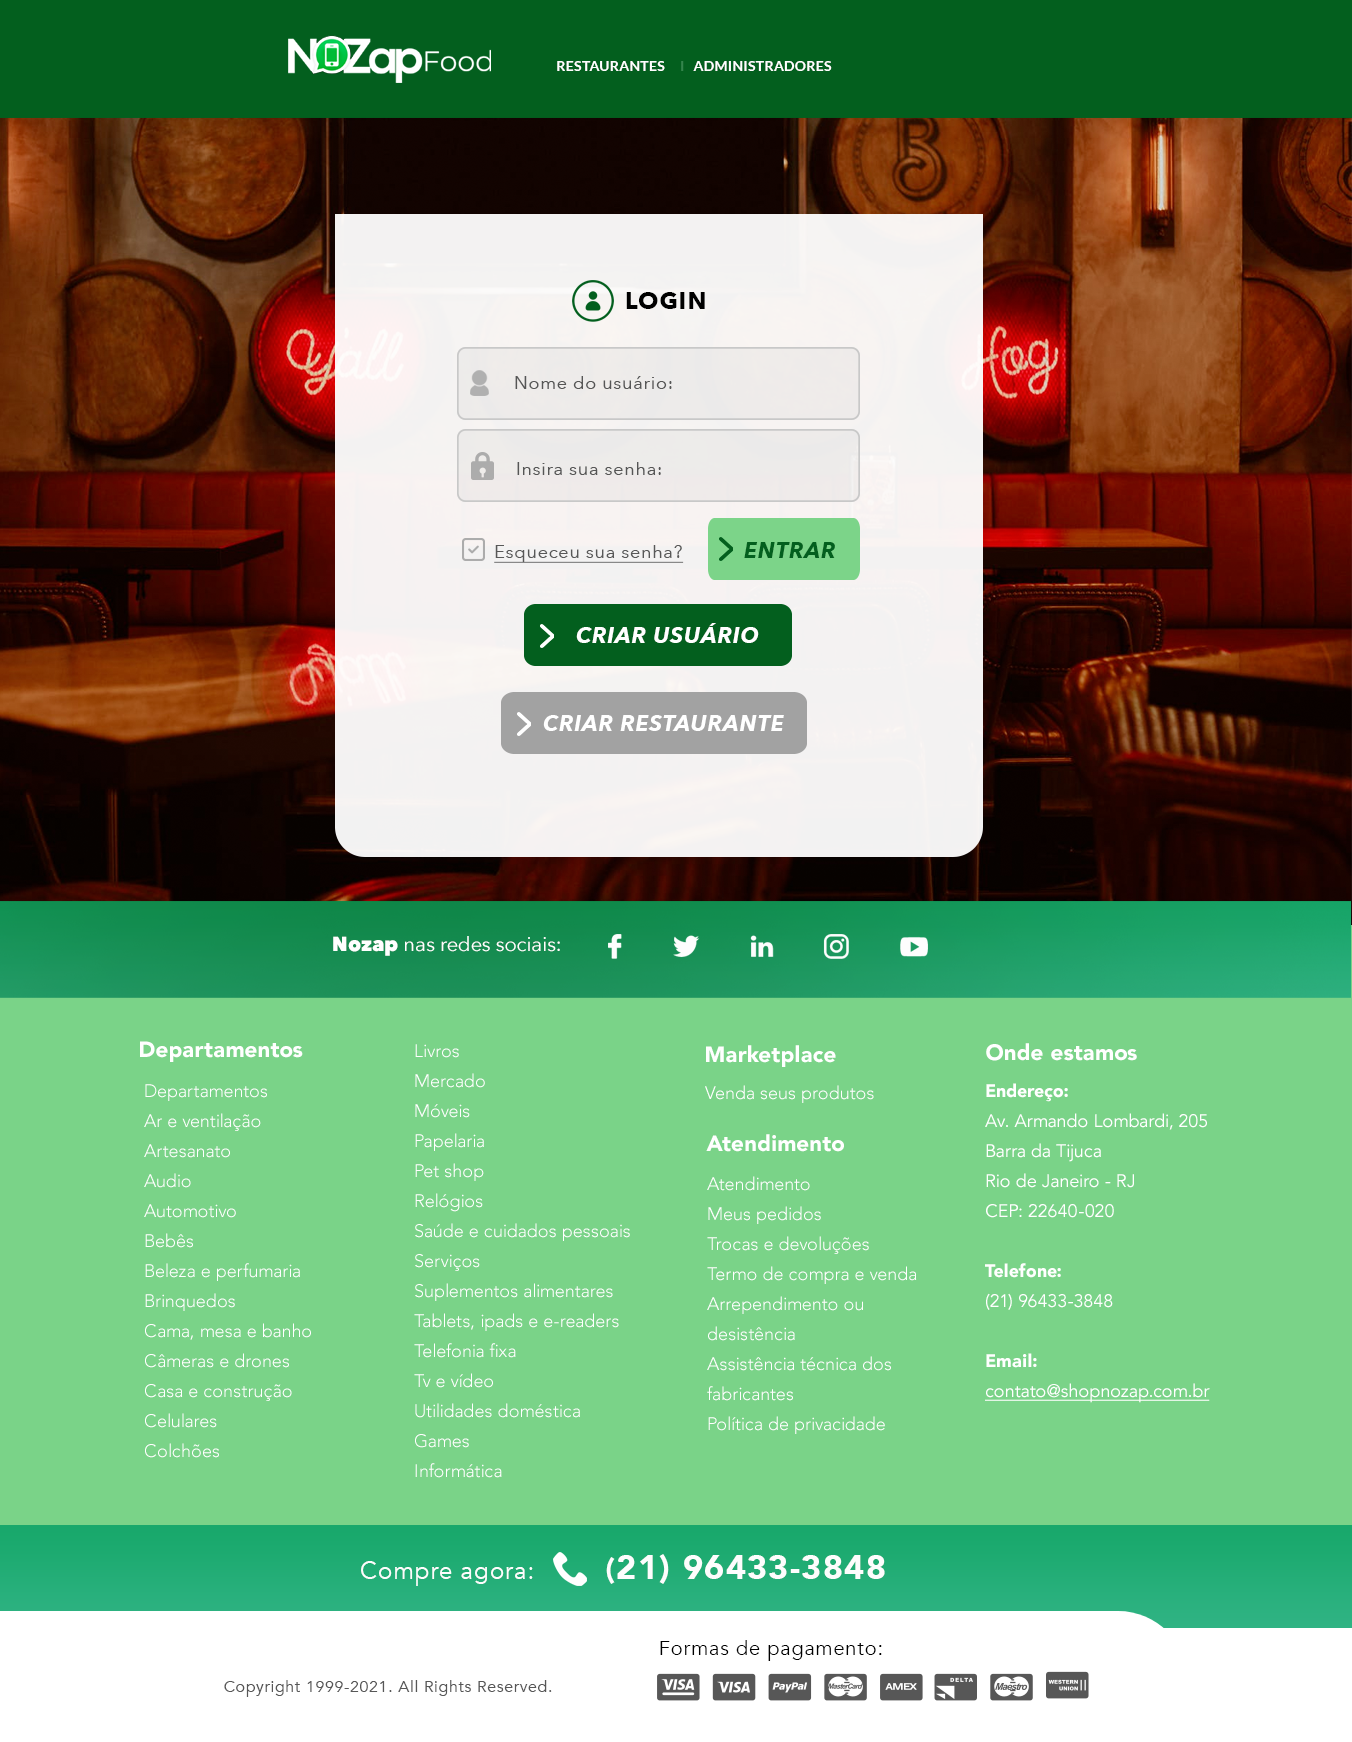 NOZapFood
RESTAURANTES | ADMINISTRADORES
B
Y'all
Hog
LOGIN
Nome do usuário:
Insira sua senha:
Esqueceu sua senha?
ENTRAR
CRIAR USUÁRIO
CRIAR RESTAURANTE
Nozap nas redes sociais:
Departamentos
Departamentos
Ar e ventilação
Artesanato
Audio
Automotivo
Bebês
Beleza e perfumaria
Brinquedos
Cama, mesa e banho
Câmeras e drones
Casa e construção
Celulares
Colchões
Livros
Mercado
Móveis
Papelaria
Pet shop
Relógios
Saúde e cuidados pessoais
Serviços
Suplementos alimentares
Tablets, ipads e e-readers
Telefonia fixa
Tv e vídeo
Utilidades doméstica
Games
Informática
Marketplace
Venda seus produtos
Atendimento
Atendimento
Meus pedidos
Trocas e devoluções
Termo de compra e venda
Arrependimento ou
desistência
Assistência técnica dos
fabricantes
Política de privacidade
Onde estamos
Endereço:
Av. Armando Lombardi, 205
Barra da Tijuca
Rio de Janeiro - RJ
CEP: 22640-020
Telefone:
(21) 96433-3848
Email:
contato@shopnozap.com.br
Compre agora: (21) 96433-3848
Formas de pagamento:
VISA VISA PayPal MasterCard AMEX DELTA Maestro WESTERN UNION
Copyright 1999-2021. All Rights Reserved.